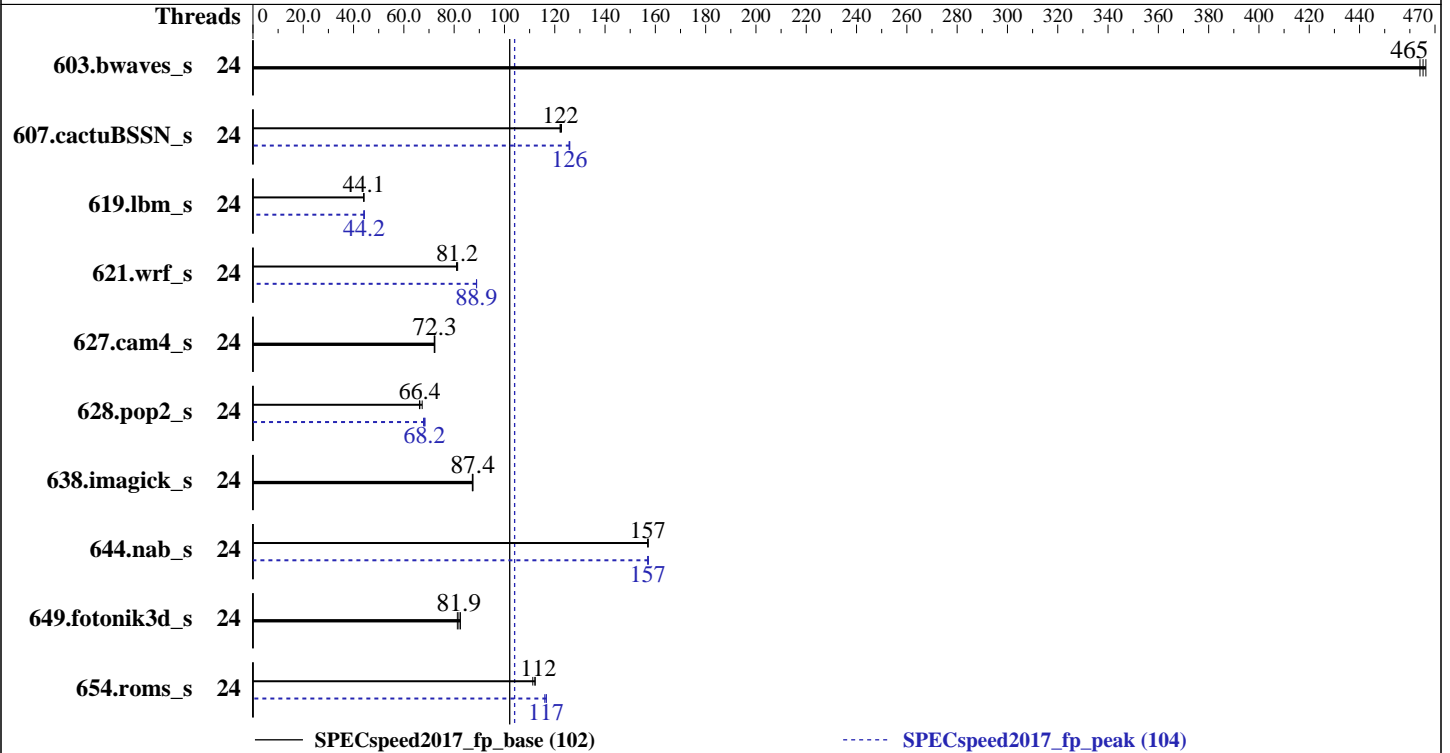 Threads 0 20.0 40.0 60.0 80.0 100 120 140 160 180 200 220 240 260 280 300 320 340 360 380 400 420 440 470
465
603.bwaves_s 24
122
607.cactuBSSN_s 24
126
44.1
619.lbm_s 24
44.2
81.2
621.wrf_s 24
88.9
72.3
627.cam4_s 24
66.4
628.pop2_s 24
68.2
87.4
638.imagick_s 24
157
644.nab_s 24
157
81.9
649.fotonik3d_s 24
112
654.roms_s 24
117
SPECspeed2017_fp_base (102) SPECspeed2017_fp_peak (104)